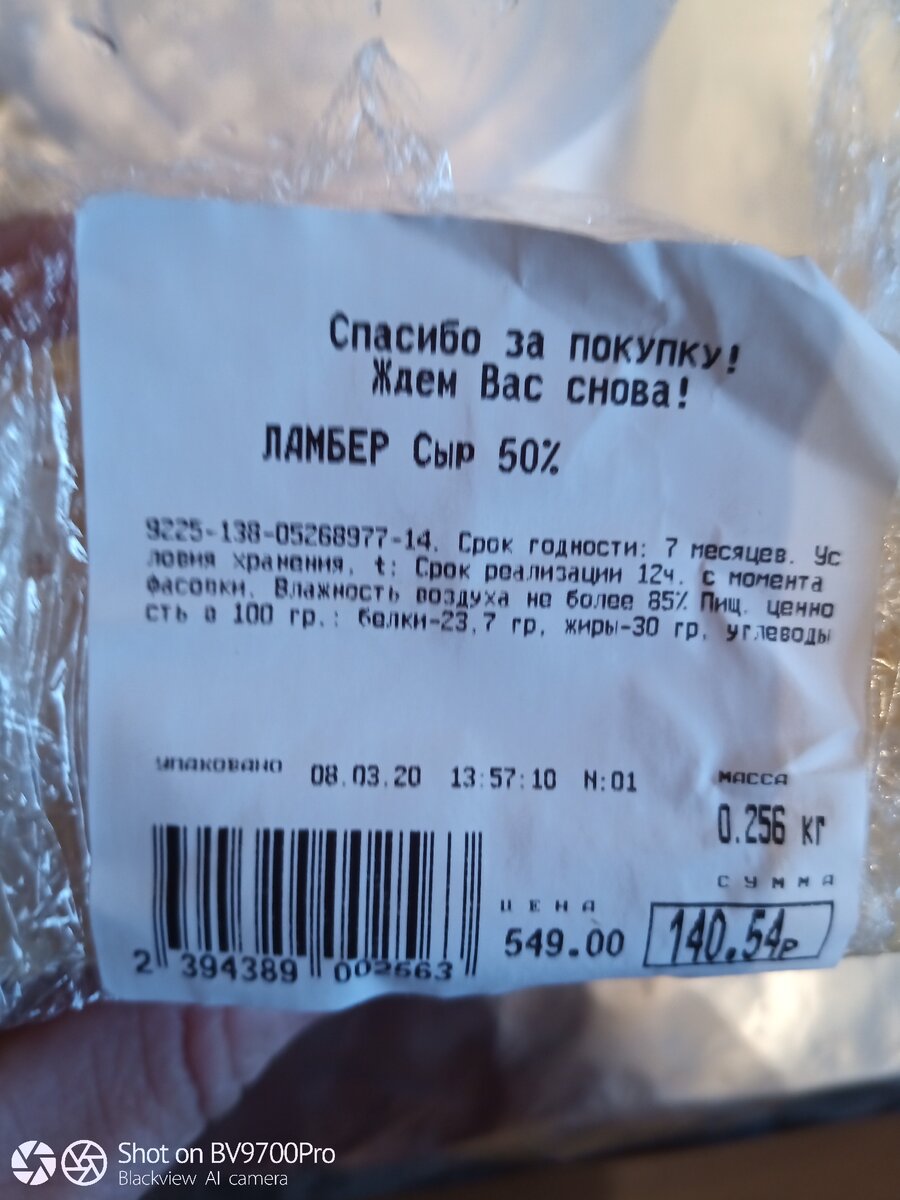 Спасибо за покупку!
Ждем Вас снова!
ЛАМБЕР Сыр 50%
9225-138-05268977-14. Срок годности: 7 месяцев. Ус
ловия хранения. t: Срок реализации 12ч. с момента
фасовки. Влажность воздуха не более 85% Пищ. ценно
сть в 100 гр.: белки-23,7 гр, жиры-30 гр, углеводы
упаковано 08.03.20 13:57:10 N:01
масса
0.256 кг
сумма
цена
549.00 140.54р
2 394389 002563
Shot on BV9700Pro
Blackview AI camera